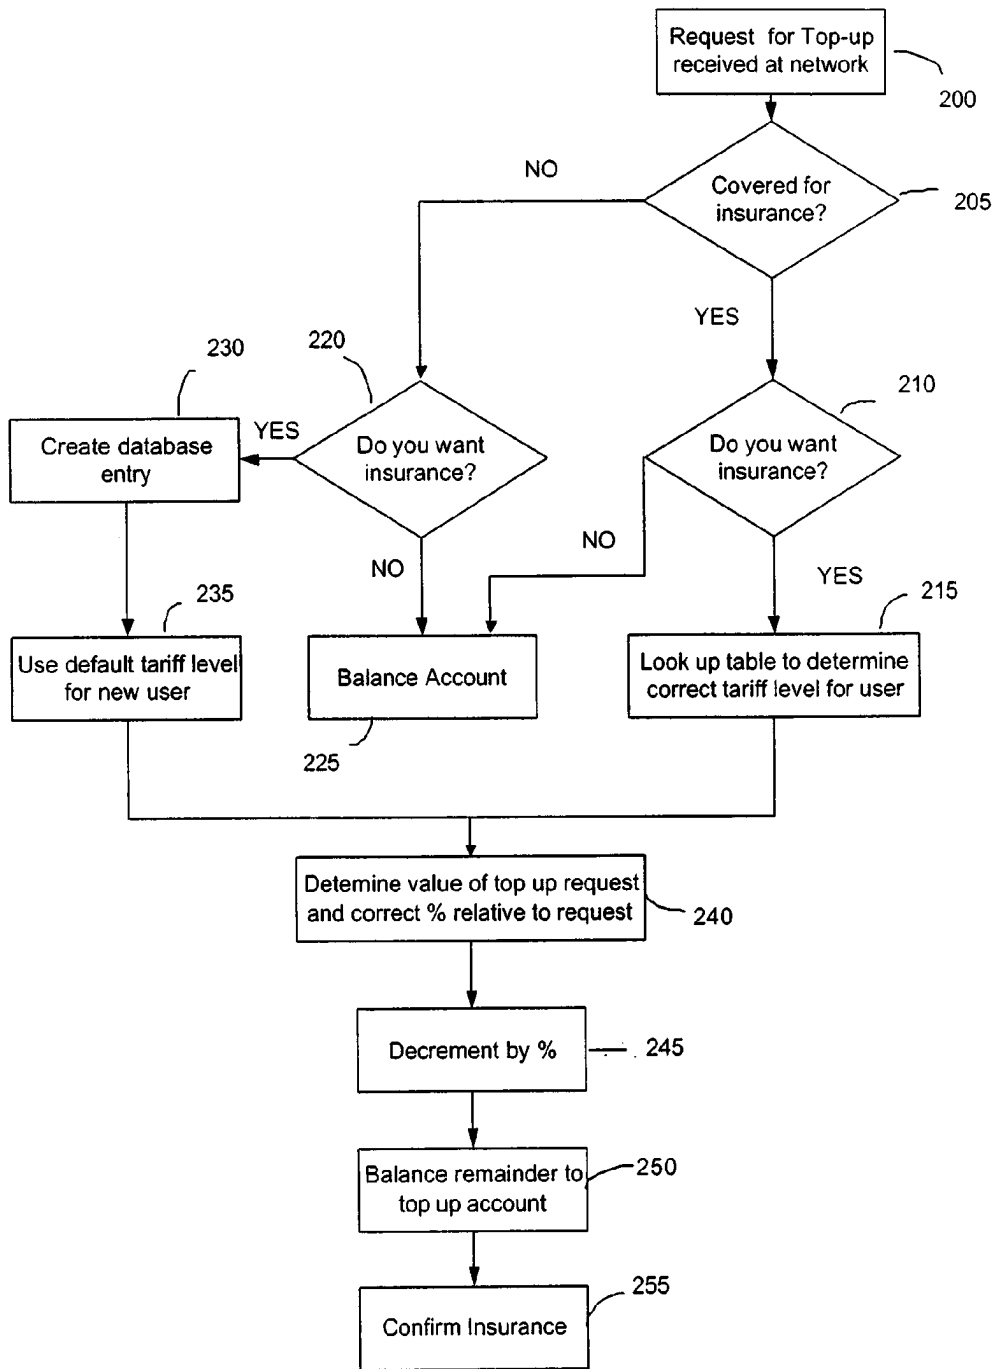 Request for Top-up
received at network
200
NO
Covered for
insurance?
205
YES
230
220
210
Create database
entry
YES
Do you want
insurance?
Do you want
insurance?
NO
NO
YES
235
215
Use default tariff level
for new user
Balance Account
Look up table to determine
correct tariff level for user
225
Detemine value of top up request
and correct % relative to request
240
Decrement by %
245
Balance remainder to
top up account
250
255
Confirm Insurance